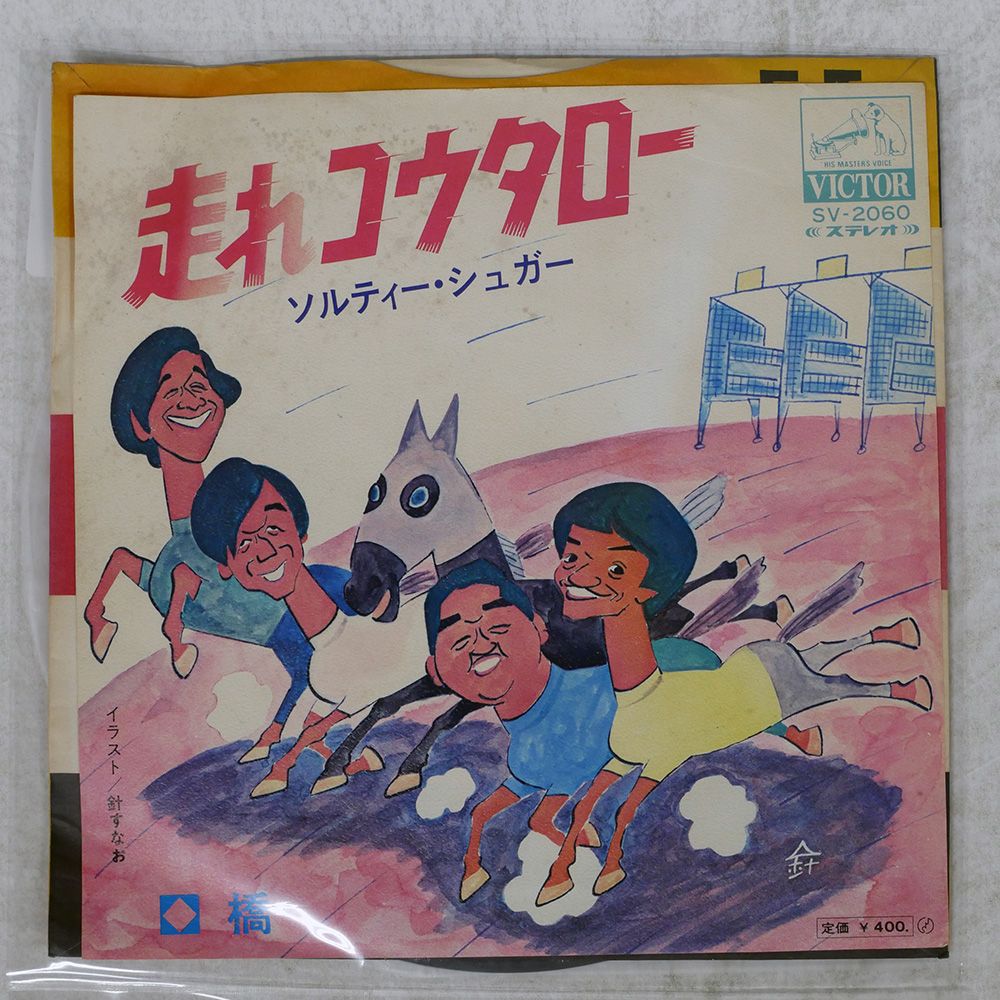 走れコウタロー
ソルティー・シュガー
HIS MASTERS VOICE
VICTOR
SV-2060
ステレオ
イラスト/針すなお
針
橋
定価 ¥400.